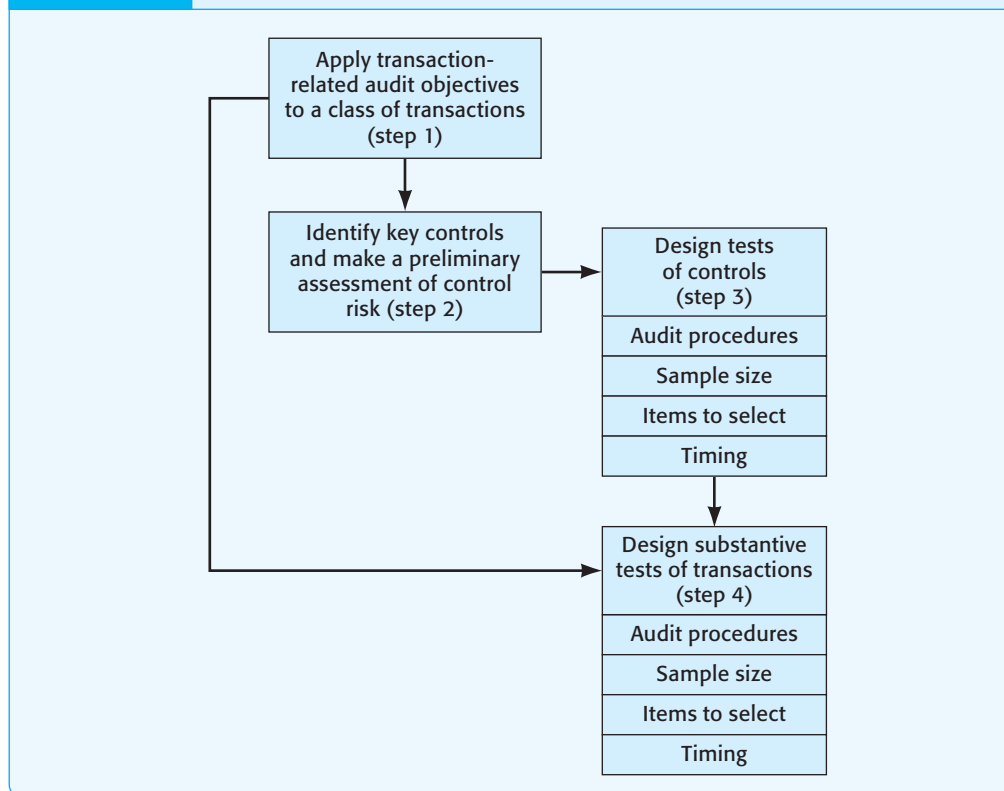 Apply transaction-
related audit objectives
to a class of transactions
(step 1)
Identify key controls
and make a preliminary
assessment of control
risk (step 2)
Design tests
of controls
(step 3)
Audit procedures
Sample size
Items to select
Timing
Design substantive
tests of transactions
(step 4)
Audit procedures
Sample size
Items to select
Timing